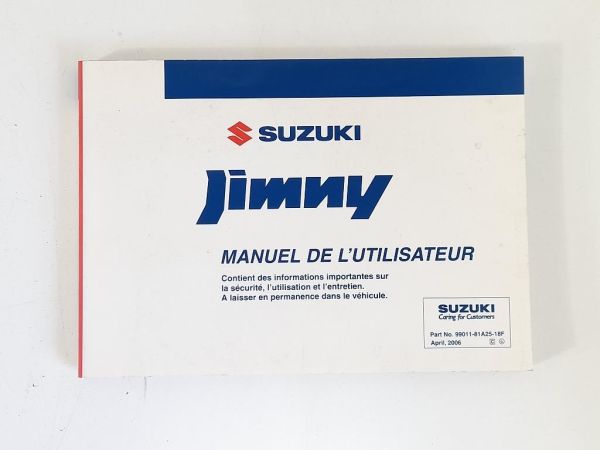 SUZUKI
Jimny
MANUEL DE L'UTILISATEUR
Contient des informations importantes sur
la sécurité, l'utilisation et l'entretien.
A laisser en permanence dans le véhicule.
SUZUKI
Caring for Customers
Part No. 99011-81A25-18F
April, 2006